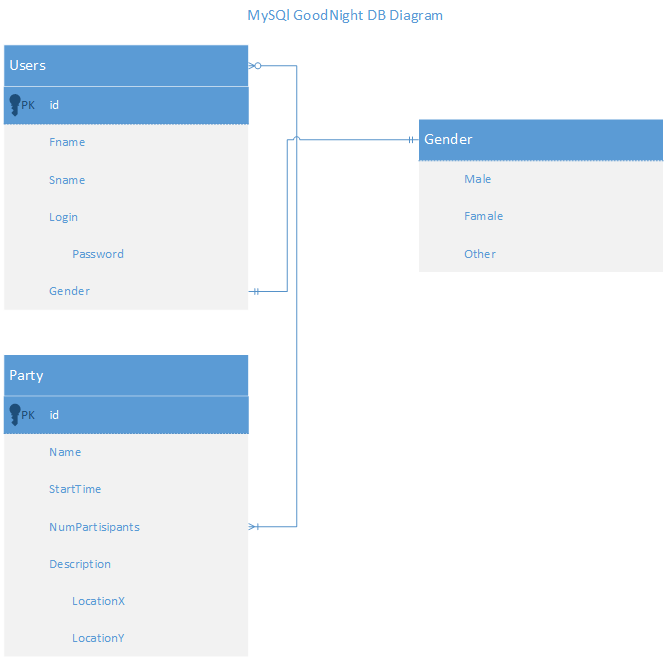 MySQl GoodNight DB Diagram
Users
PK id
Fname
Sname
Login
Password
Gender
Gender
Male
Famale
Other
Party
PK id
Name
StartTime
NumPartisipants
Description
LocationX
LocationY